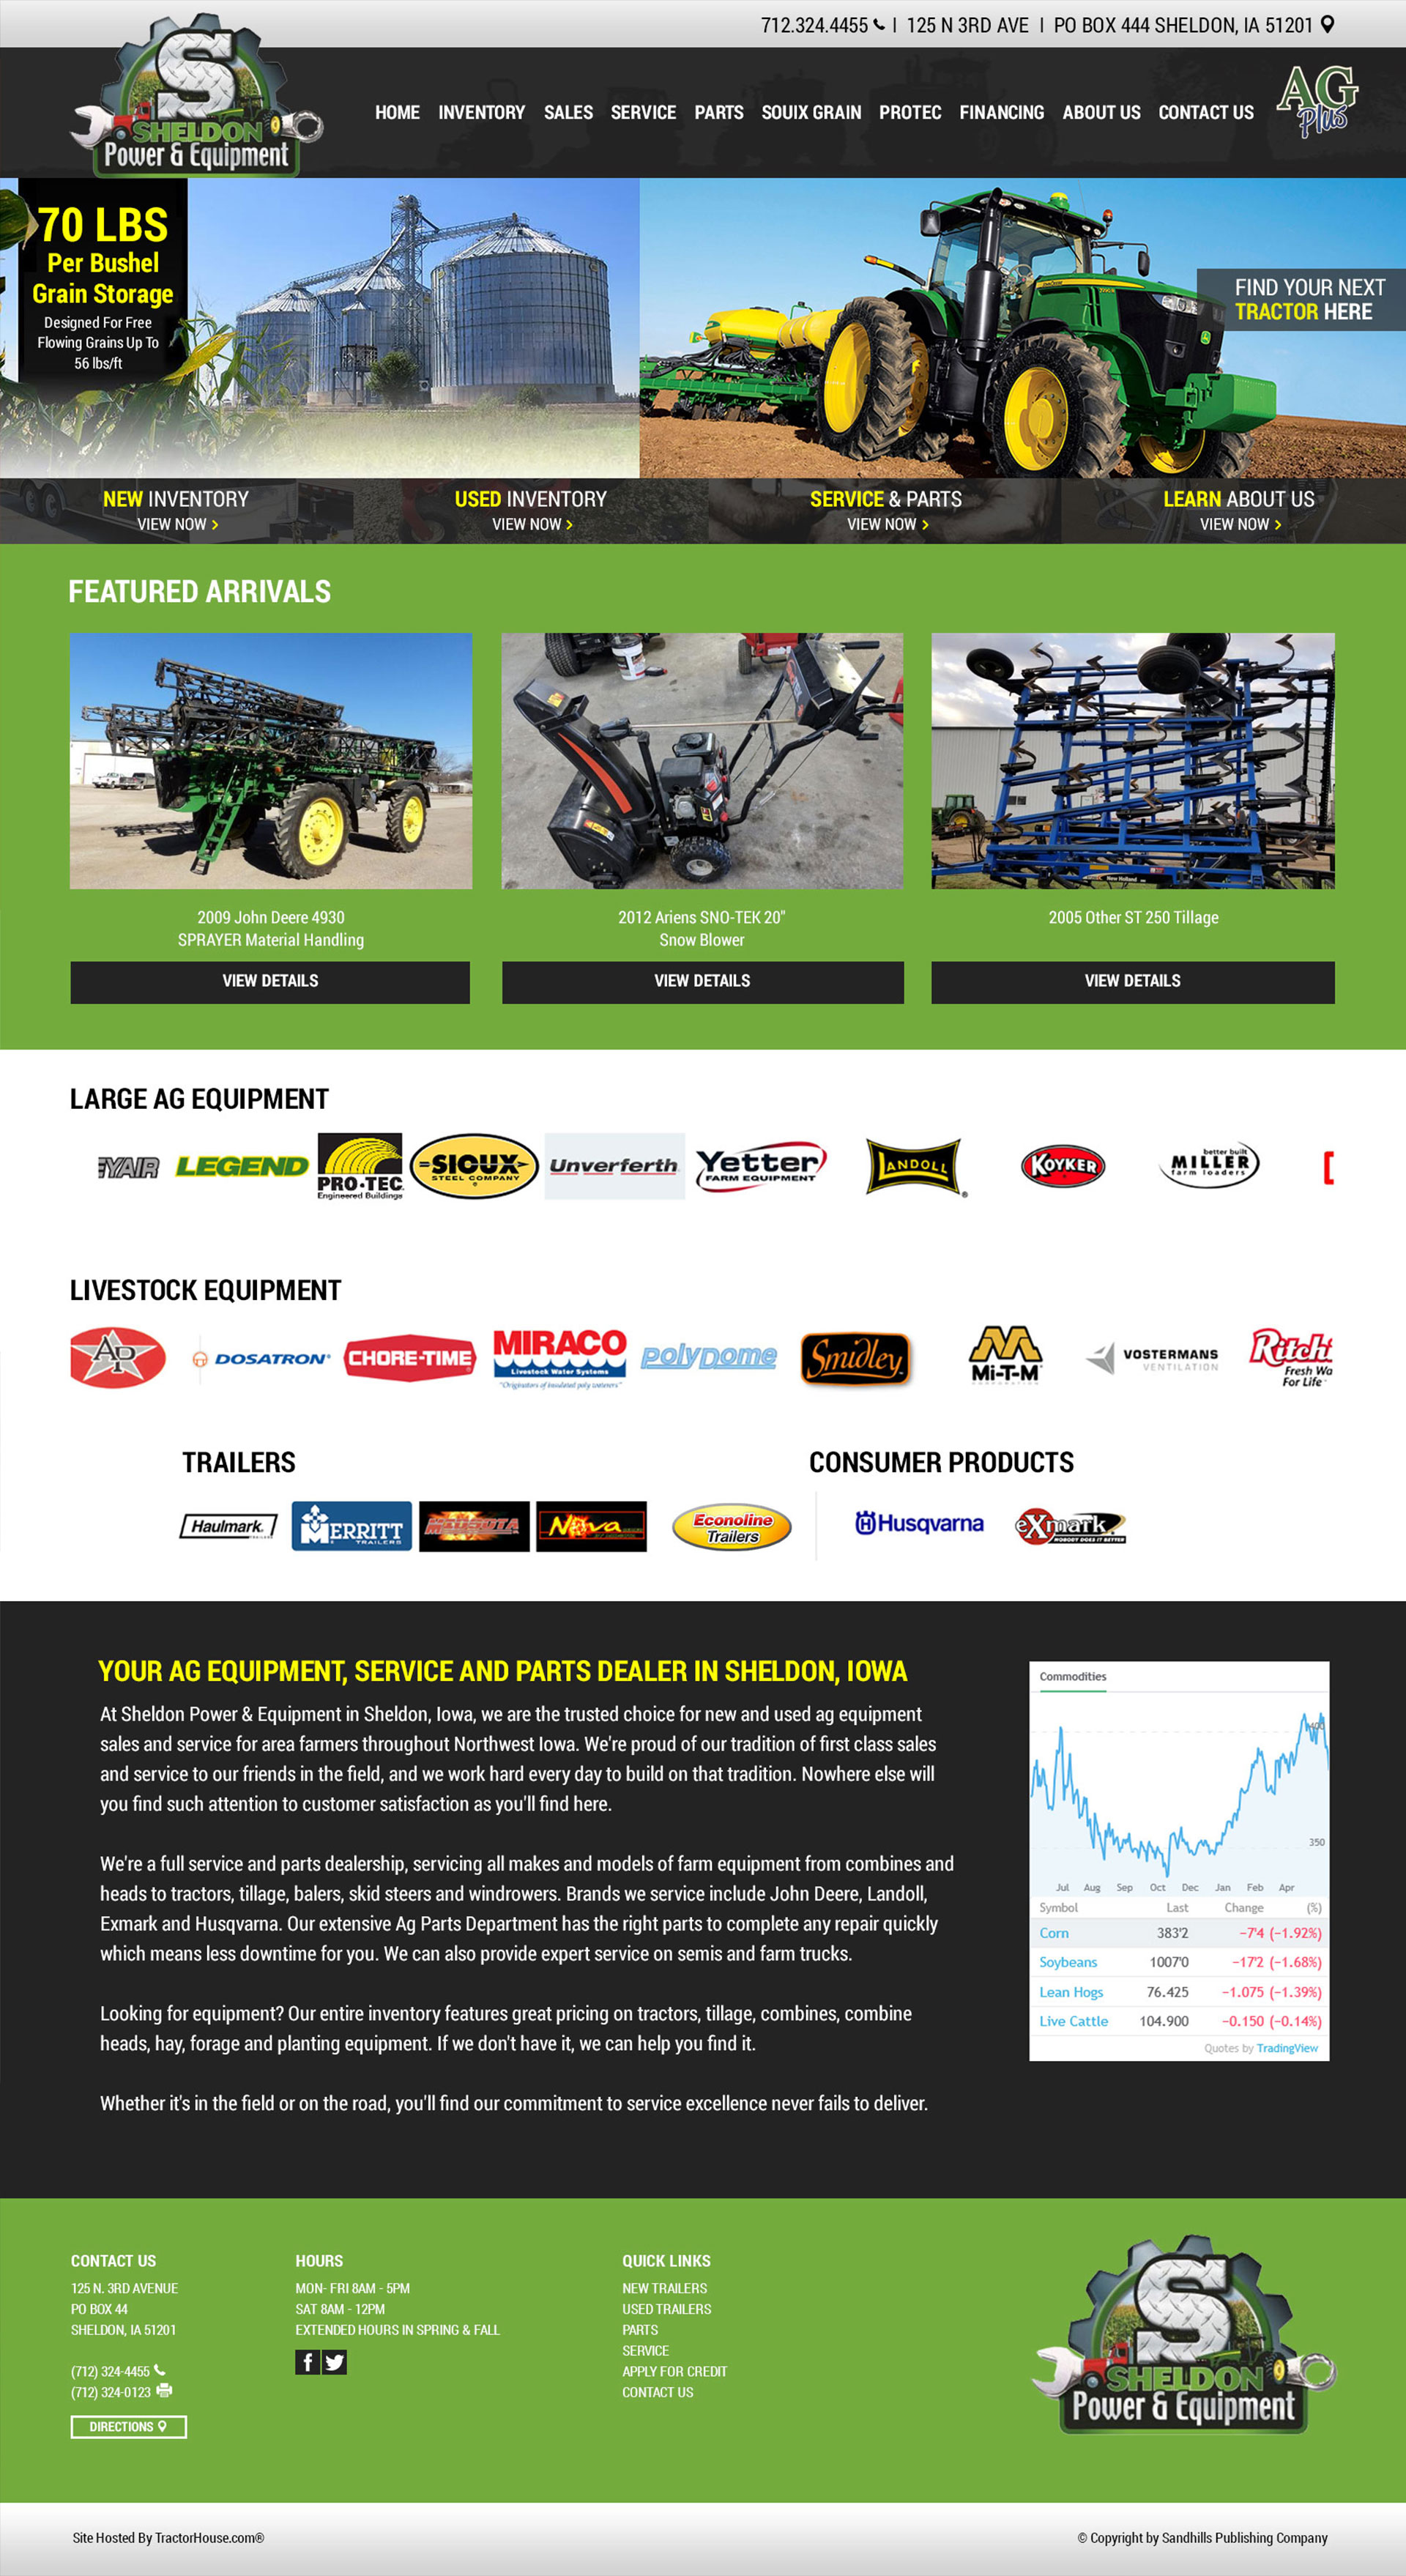 712.324.4455 | 125 N 3RD AVE | PO BOX 444 SHELDON, IA 51201
S
SHELDON
Power & Equipment
HOME INVENTORY SALES SERVICE PARTS SOUIX GRAIN PROTEC FINANCING ABOUT US CONTACT US
AG
Plus
70 LBS
Per Bushel
Grain Storage
Designed For Free
Flowing Grains Up To
56 lbs/ft
FIND YOUR NEXT
TRACTOR HERE
NEW INVENTORY
VIEW NOW >
USED INVENTORY
VIEW NOW >
SERVICE & PARTS
VIEW NOW >
LEARN ABOUT US
VIEW NOW >
FEATURED ARRIVALS
New Holland
2009 John Deere 4930
SPRAYER Material Handling
2012 Ariens SNO-TEK 20"
Snow Blower
2005 Other ST 250 Tillage
VIEW DETAILS
VIEW DETAILS
VIEW DETAILS
LARGE AG EQUIPMENT
YAIR
LEGEND
PRO-TEC
Engineered Buildings
SIOUX
STEEL COMPANY
Unverferth
Yetter
FARM EQUIPMENT
LANDOLL
KOYKER
better built
MILLER
farm loaders
LIVESTOCK EQUIPMENT
AP
DOSATRON®
CHORE-TIME
MIRACO
Livestock Water Systems
"Originators of insulated poly waterers"
polydome
Smidley
Mi-T-M
CORPORATION
VOSTERMANS
VENTILATION
Ritchi
Fresh Wa
For Life
TRAILERS
CONSUMER PRODUCTS
Haulmark
MERRITT
TRAILERS
Nova
Econoline
Trailers
Husqvarna
eXmark
NOBODY DOES IT BETTER
YOUR AG EQUIPMENT, SERVICE AND PARTS DEALER IN SHELDON, IOWA
At Sheldon Power & Equipment in Sheldon, Iowa, we are the trusted choice for new and used ag equipment
sales and service for area farmers throughout Northwest Iowa. We're proud of our tradition of first class sales
and service to our friends in the field, and we work hard every day to build on that tradition. Nowhere else will
you find such attention to customer satisfaction as you'll find here.
We're a full service and parts dealership, servicing all makes and models of farm equipment from combines and
heads to tractors, tillage, balers, skid steers and windrowers. Brands we service include John Deere, Landoll,
Exmark and Husqvarna. Our extensive Ag Parts Department has the right parts to complete any repair quickly
which means less downtime for you. We can also provide expert service on semis and farm trucks.
Looking for equipment? Our entire inventory features great pricing on tractors, tillage, combines, combine
heads, hay, forage and planting equipment. If we don't have it, we can help you find it.
Whether it's in the field or on the road, you'll find our commitment to service excellence never fails to deliver.
Commodities
400
350
Jul Aug Sep Oct Dec Jan Feb Apr
Symbol Last Change (%)
Corn 383'2 −7'4 (−1.92%)
Soybeans 1007'0 −17'2 (−1.68%)
Lean Hogs 76.425 −1.075 (−1.39%)
Live Cattle 104.900 −0.150 (−0.14%)
Quotes by TradingView
CONTACT US
125 N. 3RD AVENUE
PO BOX 44
SHELDON, IA 51201
(712) 324-4455
(712) 324-0123
DIRECTIONS
HOURS
MON- FRI 8AM - 5PM
SAT 8AM - 12PM
EXTENDED HOURS IN SPRING & FALL
QUICK LINKS
NEW TRAILERS
USED TRAILERS
PARTS
SERVICE
APPLY FOR CREDIT
CONTACT US
S
SHELDON
Power & Equipment
Site Hosted By TractorHouse.com®
© Copyright by Sandhills Publishing Company